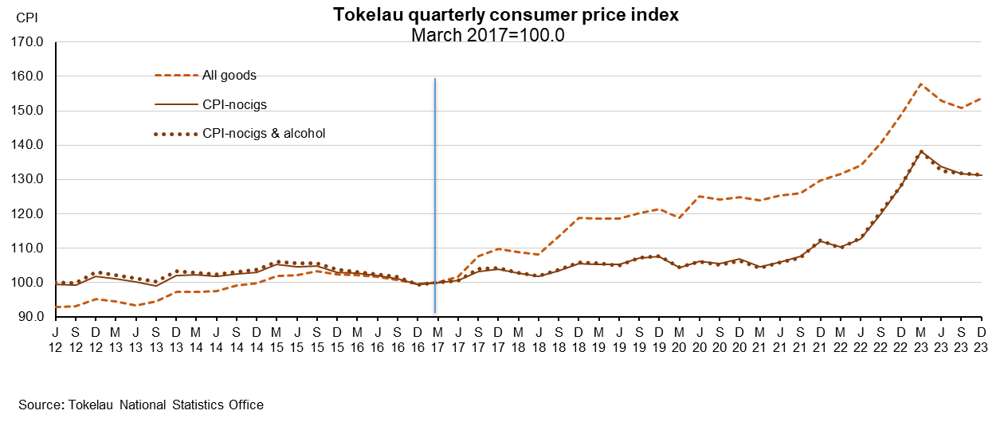 Tokelau quarterly consumer price index
CPI
March 2017=100.0
170.0
160.0
150.0
140.0
130.0
120.0
110.0
100.0
90.0
All goods
CPI-nocigs
CPI-nocigs & alcohol
J S D M J S D M J S D M J S D M J S D M J S D M J S D M J S D M J S D M J S D M J S D M J S D
12 12 12 13 13 13 13 14 14 14 14 15 15 15 15 16 16 16 16 17 17 17 17 18 18 18 18 19 19 19 19 20 20 20 20 21 21 21 21 22 22 22 22 23 23 23 23
Source: Tokelau National Statistics Office